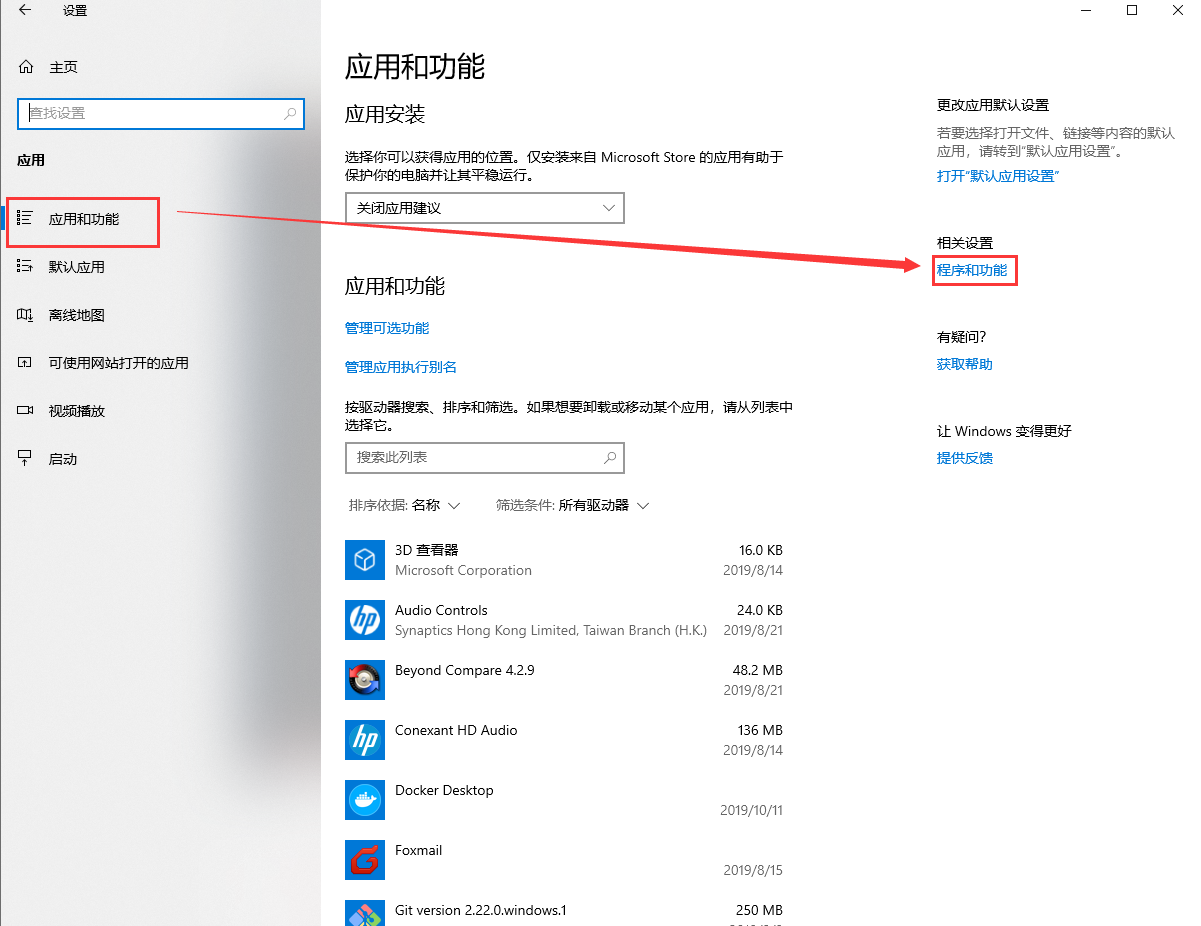 设置
主页
查找设置
应用
应用和功能
默认应用
离线地图
可使用网站打开的应用
视频播放
启动
应用和功能
应用安装
选择你可以获得应用的位置。仅安装来自 Microsoft Store 的应用有助于
保护你的电脑并让其平稳运行。
关闭应用建议
应用和功能
管理可选功能
管理应用执行别名
按驱动器搜索、排序和筛选。如果想要卸载或移动某个应用，请从列表中
选择它。
搜索此列表
排序依据: 名称 筛选条件: 所有驱动器
3D 查看器 16.0 KB
Microsoft Corporation 2019/8/14
Audio Controls 24.0 KB
Synaptics Hong Kong Limited, Taiwan Branch (H.K.) 2019/8/21
Beyond Compare 4.2.9 48.2 MB
2019/8/21
hp
Conexant HD Audio 136 MB
2019/8/14
hp
Docker Desktop
2019/10/11
Foxmail
2019/8/15
Git version 2.22.0.windows.1 250 MB
更改应用默认设置
若要选择打开文件、链接等内容的默认
应用，请转到"默认应用设置"。
打开"默认应用设置"
相关设置
程序和功能
有疑问?
获取帮助
让 Windows 变得更好
提供反馈